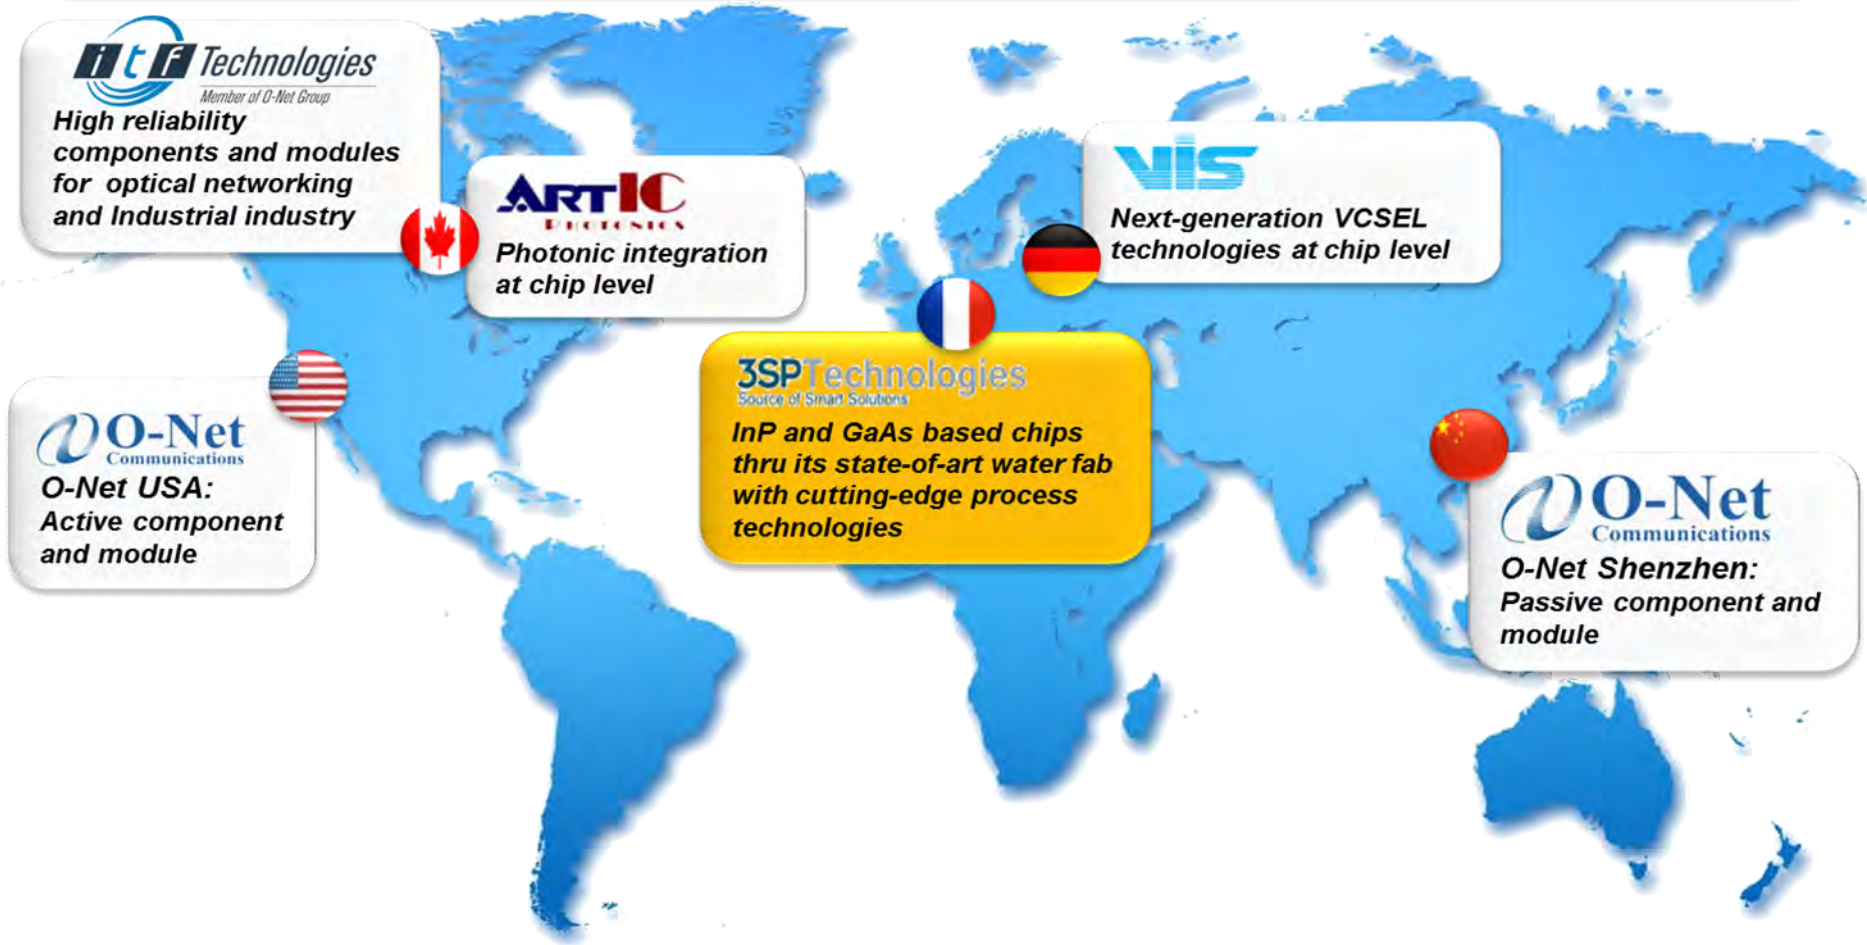 itf Technologies
Member of O-Net Group
High reliability
components and modules
for optical networking
and Industrial industry
ARTIC
PHOTONICS
Photonic integration
at chip level
VIS
Next-generation VCSEL
technologies at chip level
O-Net
Communications
O-Net USA:
Active component
and module
3SPTechnologies
Source of Smart Solutions
InP and GaAs based chips
thru its state-of-art water fab
with cutting-edge process
technologies
O-Net
Communications
O-Net Shenzhen:
Passive component and
module